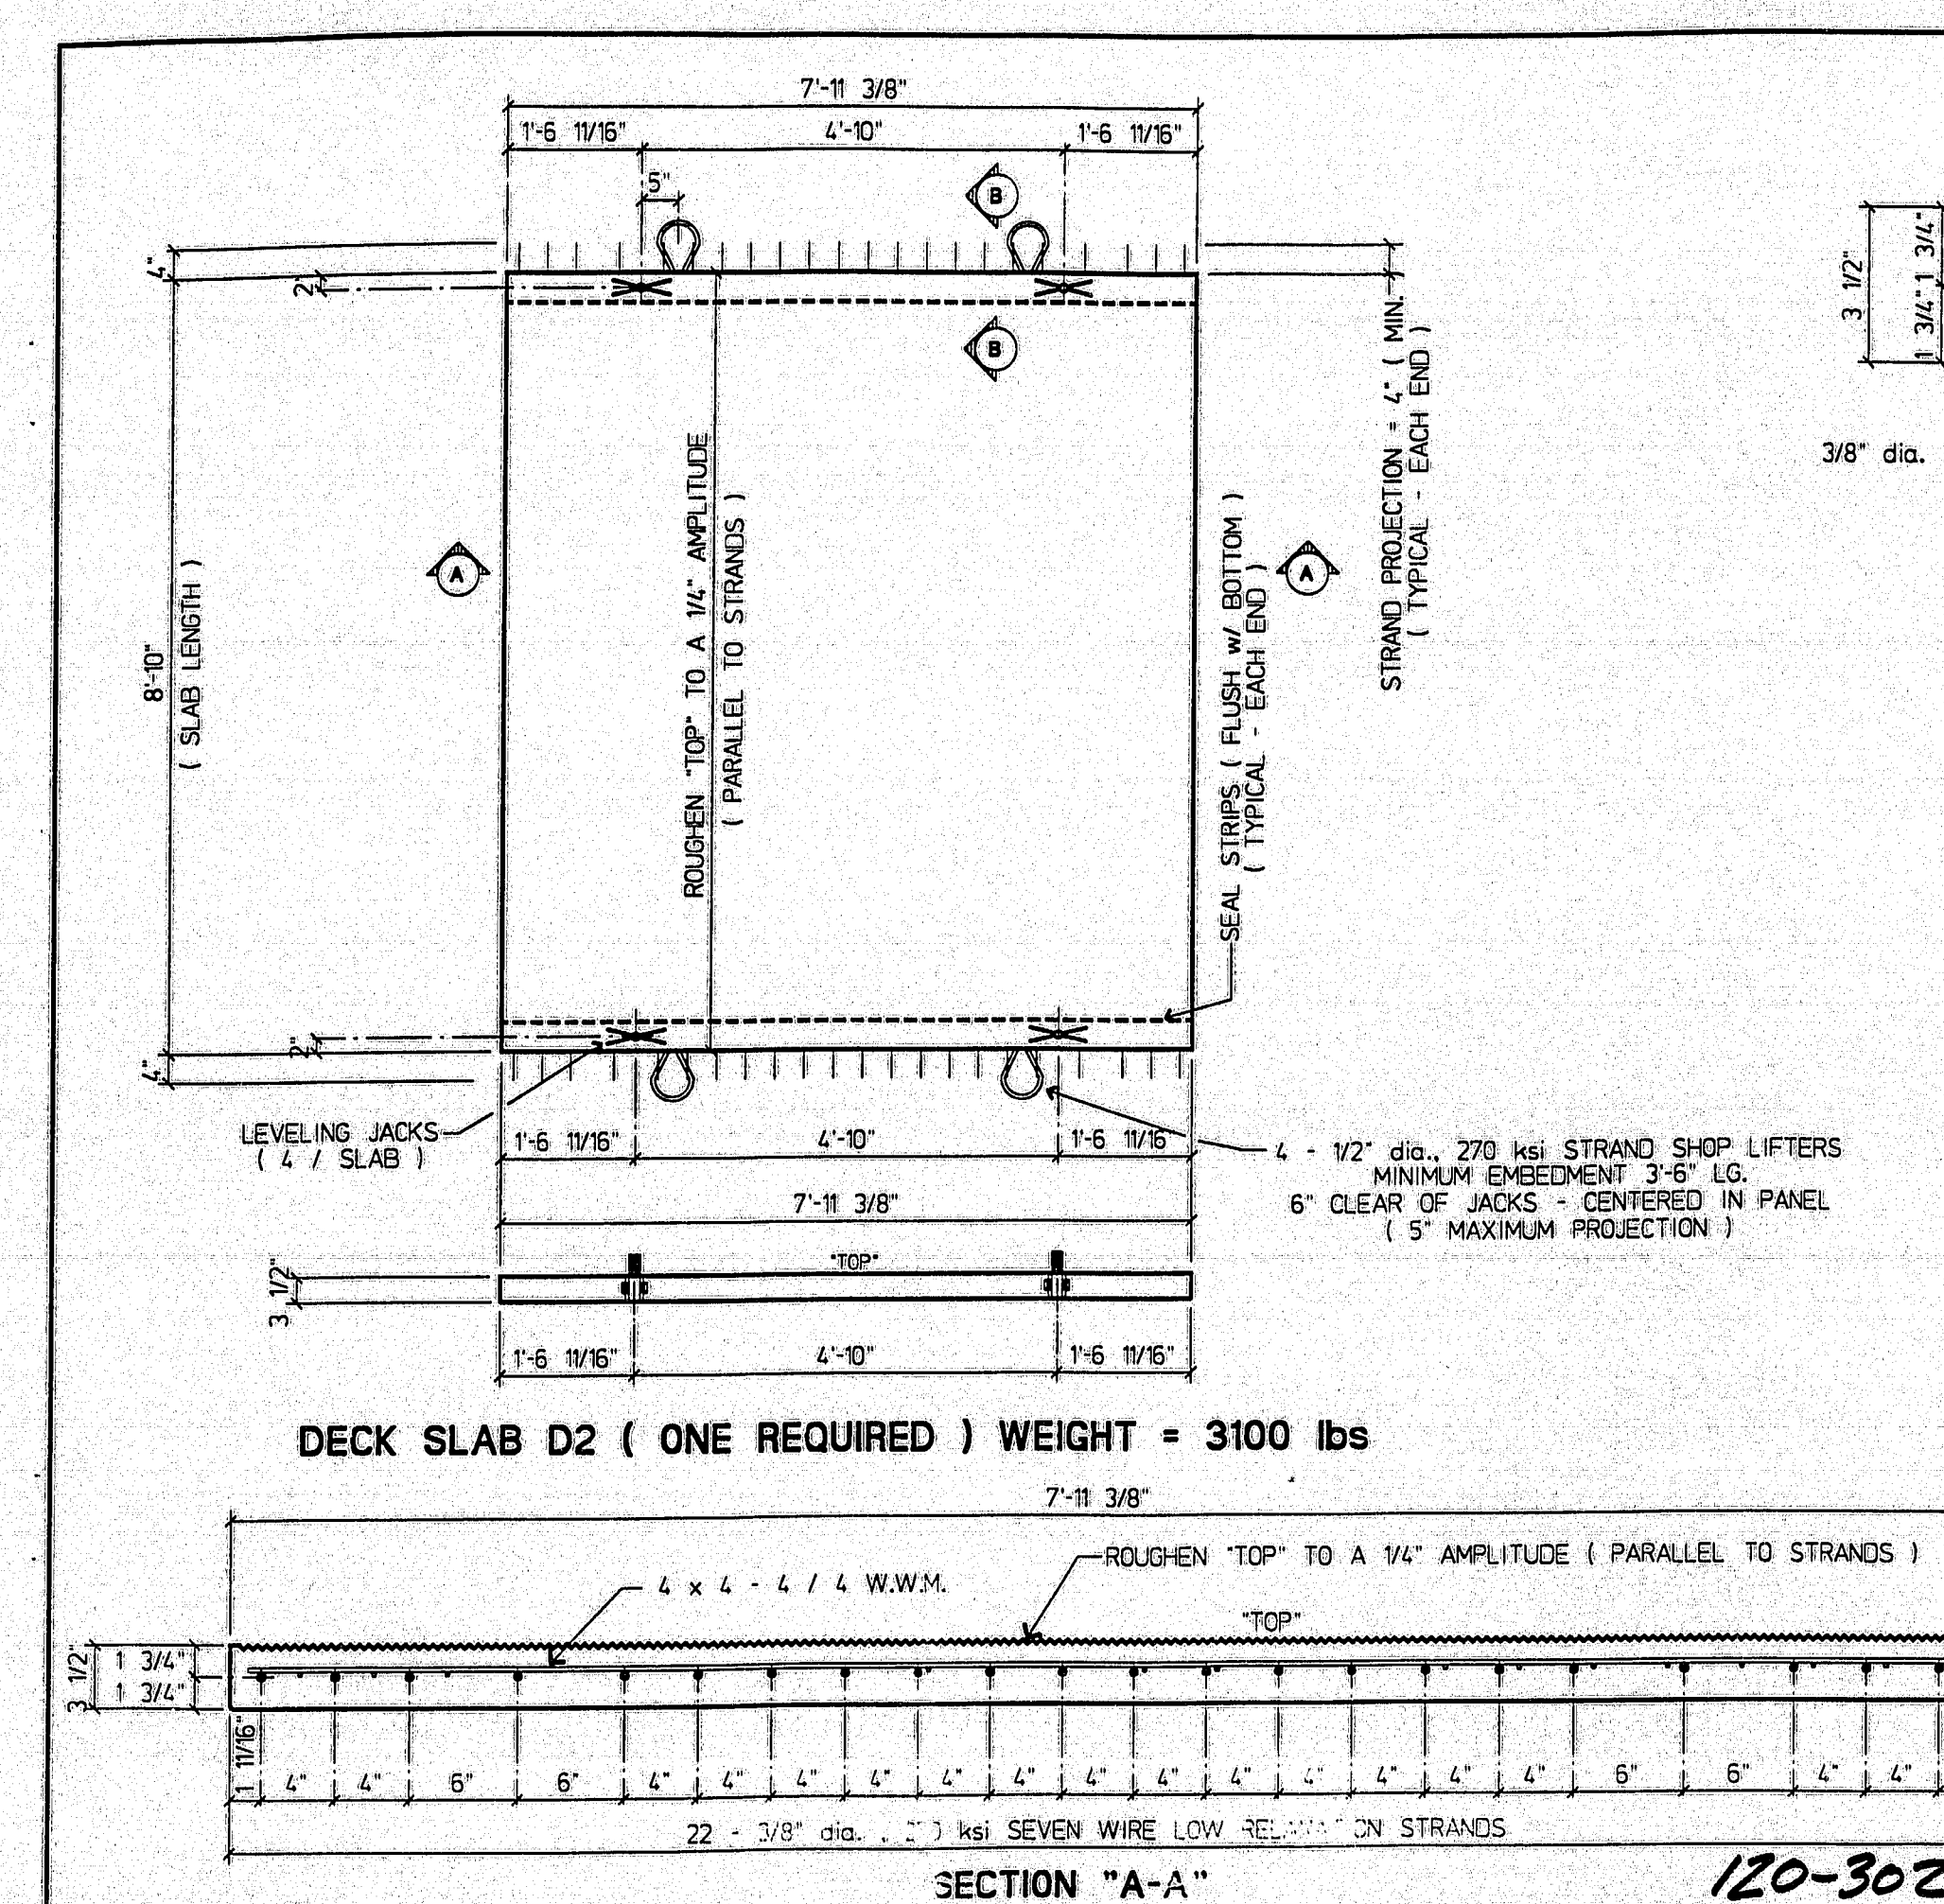 7'-11 3/8"
1'-6 11/16"
4'-10"
1'-6 11/16"
5"
B
4"
2"
B
3 1/2"
1 3/4"
1 3/4"
3/8" dia.
8'-10"
( SLAB LENGTH )
A
ROUGHEN "TOP" TO A 1/4" AMPLITUDE
( PARALLEL TO STRANDS )
SEAL STRIPS ( FLUSH w/ BOTTOM )
( TYPICAL - EACH END )
A
STRAND PROJECTION = 4" ( MIN. )
( TYPICAL - EACH END )
2"
4"
LEVELING JACKS
( 4 / SLAB )
1'-6 11/16"
4'-10"
1'-6 11/16
4 - 1/2" dia., 270 ksi STRAND SHOP LIFTERS
MINIMUM EMBEDMENT 3'-6" LG.
6" CLEAR OF JACKS - CENTERED IN PANEL
( 5" MAXIMUM PROJECTION )
7'-11 3/8"
"TOP"
3 1/2"
1'-6 11/16"
4'-10"
1'-6 11/16"
DECK SLAB D2 ( ONE REQUIRED ) WEIGHT = 3100 lbs
7'-11 3/8"
ROUGHEN "TOP" TO A 1/4" AMPLITUDE ( PARALLEL TO STRANDS )
4 x 4 - 4 / 4 W.W.M.
"TOP"
3 1/2"
1 3/4"
1 3/4"
1 11/16"
4" 4" 6" 6" 4" 4" 4" 4" 4" 4" 4" 4" 4" 4" 4" 4" 4" 6" 6" 4" 4"
22 - 3/8" dia. , ksi SEVEN WIRE LOW STRANDS
SECTION "A-A"
120-302